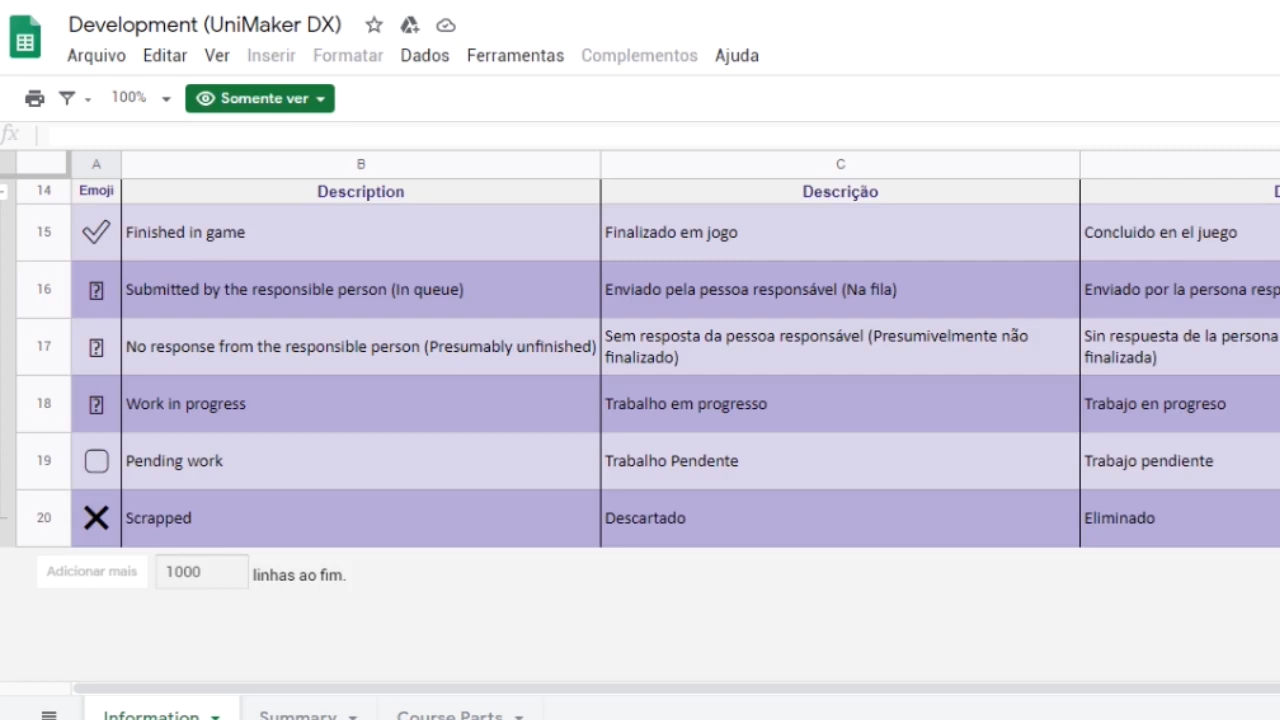 Development (UniMaker DX)
Arquivo Editar Ver Inserir Formatar Dados Ferramentas Complementos Ajuda
100% Somente ver
fx
A B C
14 Emoji Description Descrição
15 Finished in game Finalizado em jogo Concluido en el juego
16 Submitted by the responsible person (In queue) Enviado pela pessoa responsável (Na fila) Enviado por la persona
17 No response from the responsible person (Presumably unfinished) Sem resposta da pessoa responsável (Presumivelmente não Sin respuesta de la persona
finalizado) finalizada)
18 Work in progress Trabalho em progresso Trabajo en progreso
19 Pending work Trabalho Pendente Trabajo pendiente
20 Scrapped Descartado Eliminado
Adicionar mais 1000 linhas ao fim.
Information Summary Course Parts